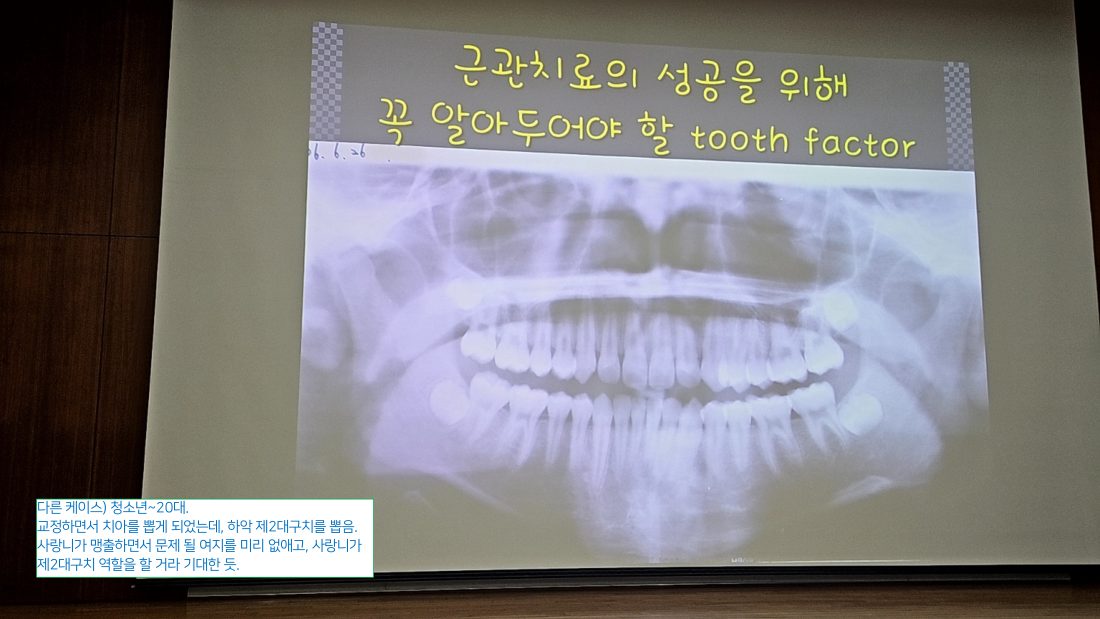 근관치료의 성공을 위해
꼭 알아두어야 할 tooth factor
06. 6. 26
다른 케이스) 청소년~20대.
교정하면서 치아를 뽑게 되었는데, 하악 제2대구치를 뽑음.
사랑니가 맹출하면서 문제 될 여지를 미리 없애고, 사랑니가
제2대구치 역할을 할 거라 기대한 듯.